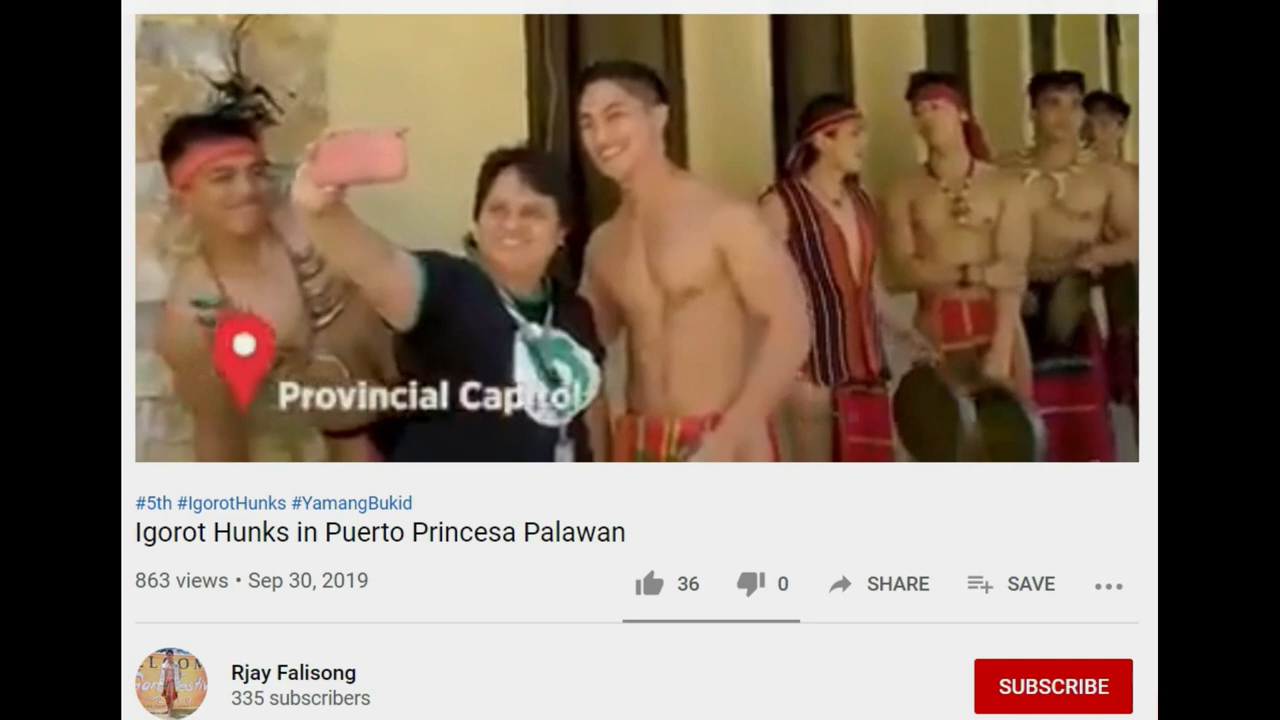 Provincial Capitol
#5th #IgorotHunks #YamangBukid
Igorot Hunks in Puerto Princesa Palawan
863 views • Sep 30, 2019
36 0 SHARE SAVE
Rjay Falisong
335 subscribers
SUBSCRIBE